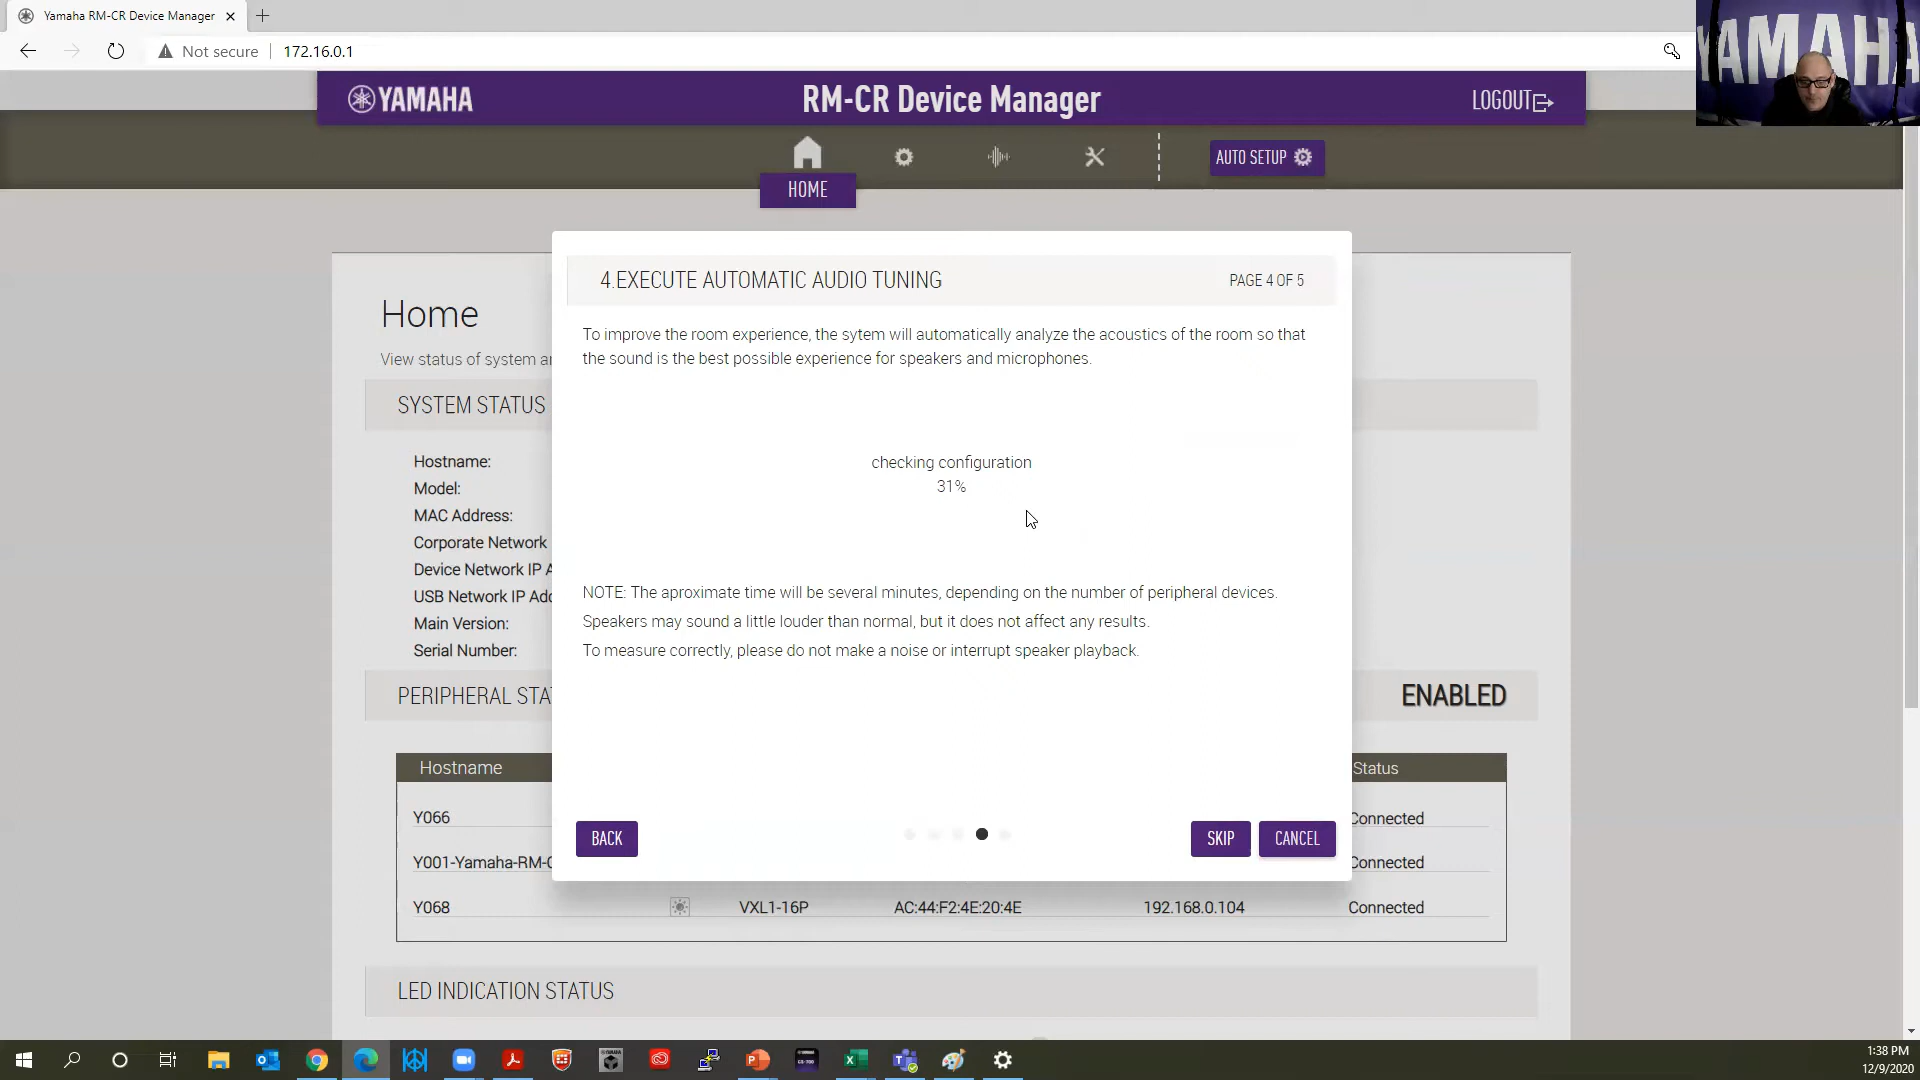 Yamaha RM-CR Device Manager
Not secure
172.16.0.1
YAMAHA
YAMAHA
RM-CR Device Manager
LOGOUT
AUTO SETUP
HOME
4.EXECUTE AUTOMATIC AUDIO TUNING
PAGE 4 OF 5
To improve the room experience, the sytem will automatically analyze the acoustics of the room so that
the sound is the best possible experience for speakers and microphones.
checking configuration
31%
NOTE: The aproximate time will be several minutes, depending on the number of peripheral devices.
Speakers may sound a little louder than normal, but it does not affect any results.
To measure correctly, please do not make a noise or interrupt speaker playback.
BACK
SKIP
CANCEL
Home
View status of system
SYSTEM STATUS
Hostname:
Model:
MAC Address:
Corporate Network
Device Network IP
USB Network IP
Main Version:
Serial Number:
PERIPHERAL
ENABLED
Hostname
Status
Y066
Connected
Y001-Yamaha-RM-
Connected
Y068
VXL1-16P
AC:44:F2:4E:20:4E
192.168.0.104
Connected
LED INDICATION STATUS
1:38 PM
12/9/2020